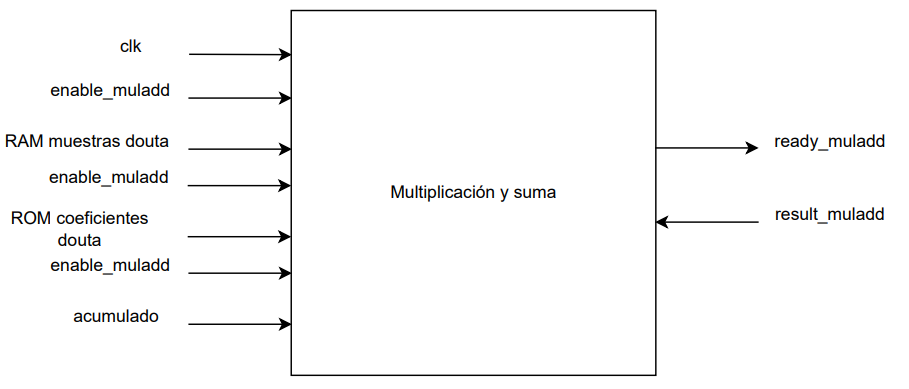 clk
enable_muladd
RAM muestras douta
enable_muladd
ROM coeficientes
douta
enable_muladd
acumulado
Multiplicación y suma
ready_muladd
result_muladd